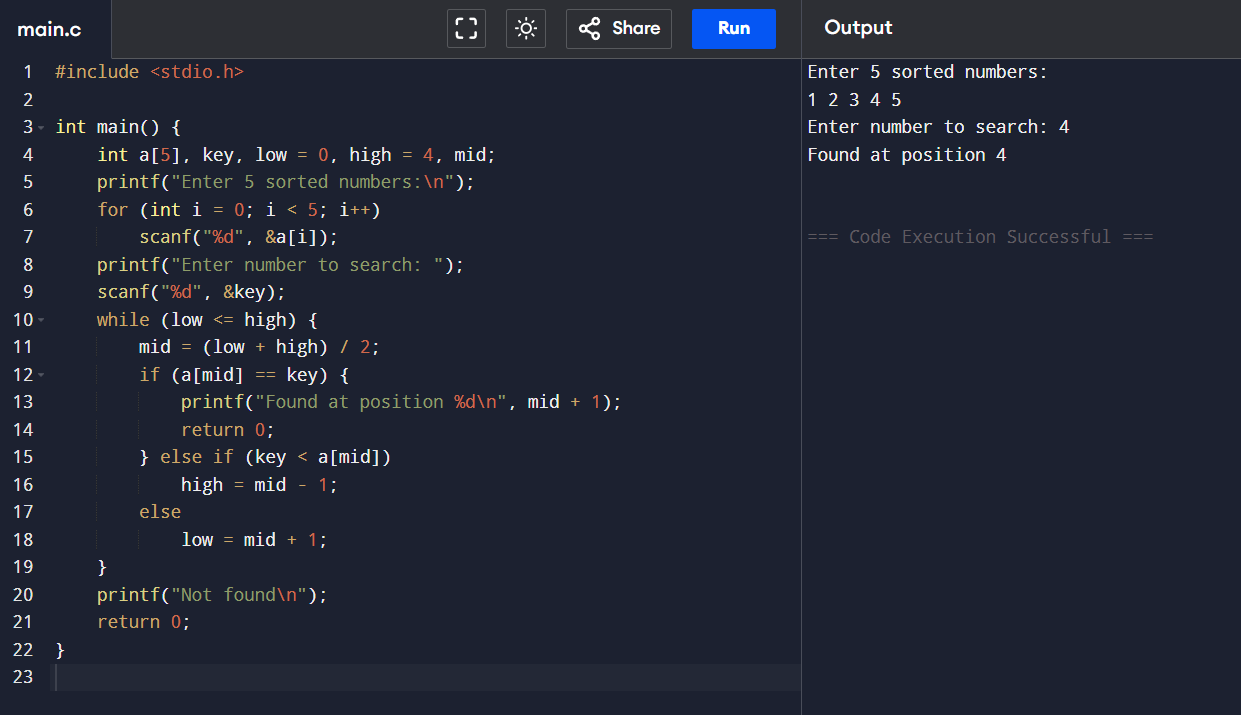 main.c
Share
Run
Output
1 #include <stdio.h>
2
3 int main() {
4     int a[5], key, low = 0, high = 4, mid;
5     printf("Enter 5 sorted numbers:\n");
6     for (int i = 0; i < 5; i++)
7         scanf("%d", &a[i]);
8     printf("Enter number to search: ");
9     scanf("%d", &key);
10     while (low <= high) {
11         mid = (low + high) / 2;
12         if (a[mid] == key) {
13             printf("Found at position %d\n", mid + 1);
14             return 0;
15         } else if (key < a[mid])
16             high = mid - 1;
17         else
18             low = mid + 1;
19     }
20     printf("Not found\n");
21     return 0;
22 }
23
Enter 5 sorted numbers:
1 2 3 4 5
Enter number to search: 4
Found at position 4
=== Code Execution Successful ===